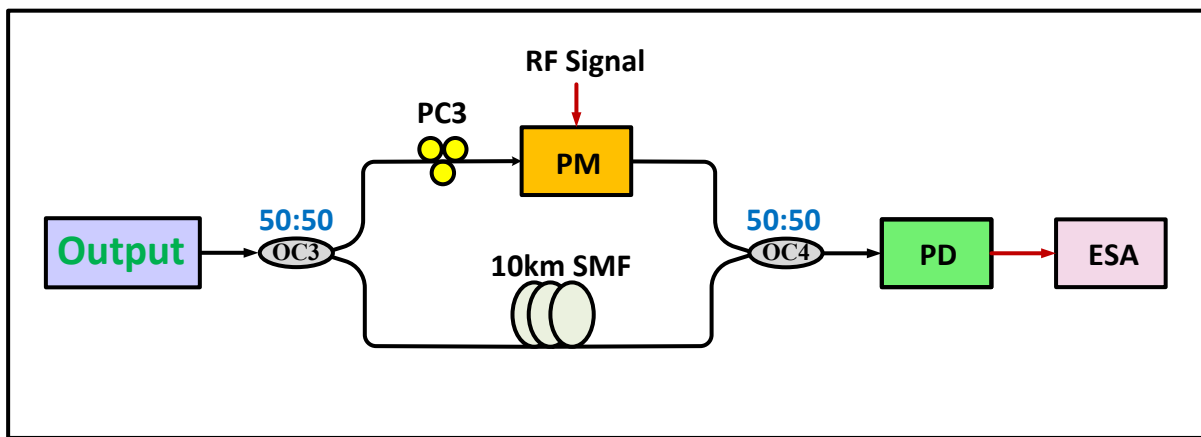 RF Signal
PC3
PM
50:50
50:50
Output
OC3
OC4
PD
ESA
10km SMF